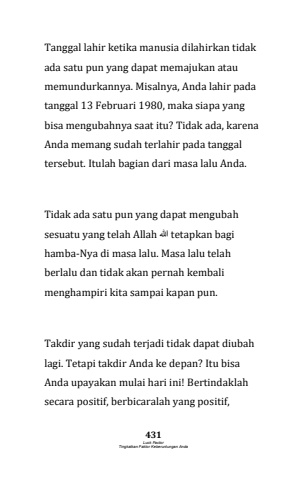 Tanggal lahir ketika manusia dilahirkan tidak
ada satu pun yang dapat memajukan atau
memundurkannya. Misalnya, Anda lahir pada
tanggal 13 Februari 1980, maka siapa yang
bisa mengubahnya saat itu? Tidak ada, karena
Anda memang sudah terlahir pada tanggal
tersebut. Itulah bagian dari masa lalu Anda.
Tidak ada satu pun yang dapat mengubah
sesuatu yang telah Allah ﷻ tetapkan bagi
hamba-Nya di masa lalu. Masa lalu telah
berlalu dan tidak akan pernah kembali
menghampiri kita sampai kapan pun.
Takdir yang sudah terjadi tidak dapat diubah
lagi. Tetapi takdir Anda ke depan? Itu bisa
Anda upayakan mulai hari ini! Bertindaklah
secara positif, berbicaralah yang positif,
431
Luck Factor
Tingkatkan Faktor Keberuntungan Anda